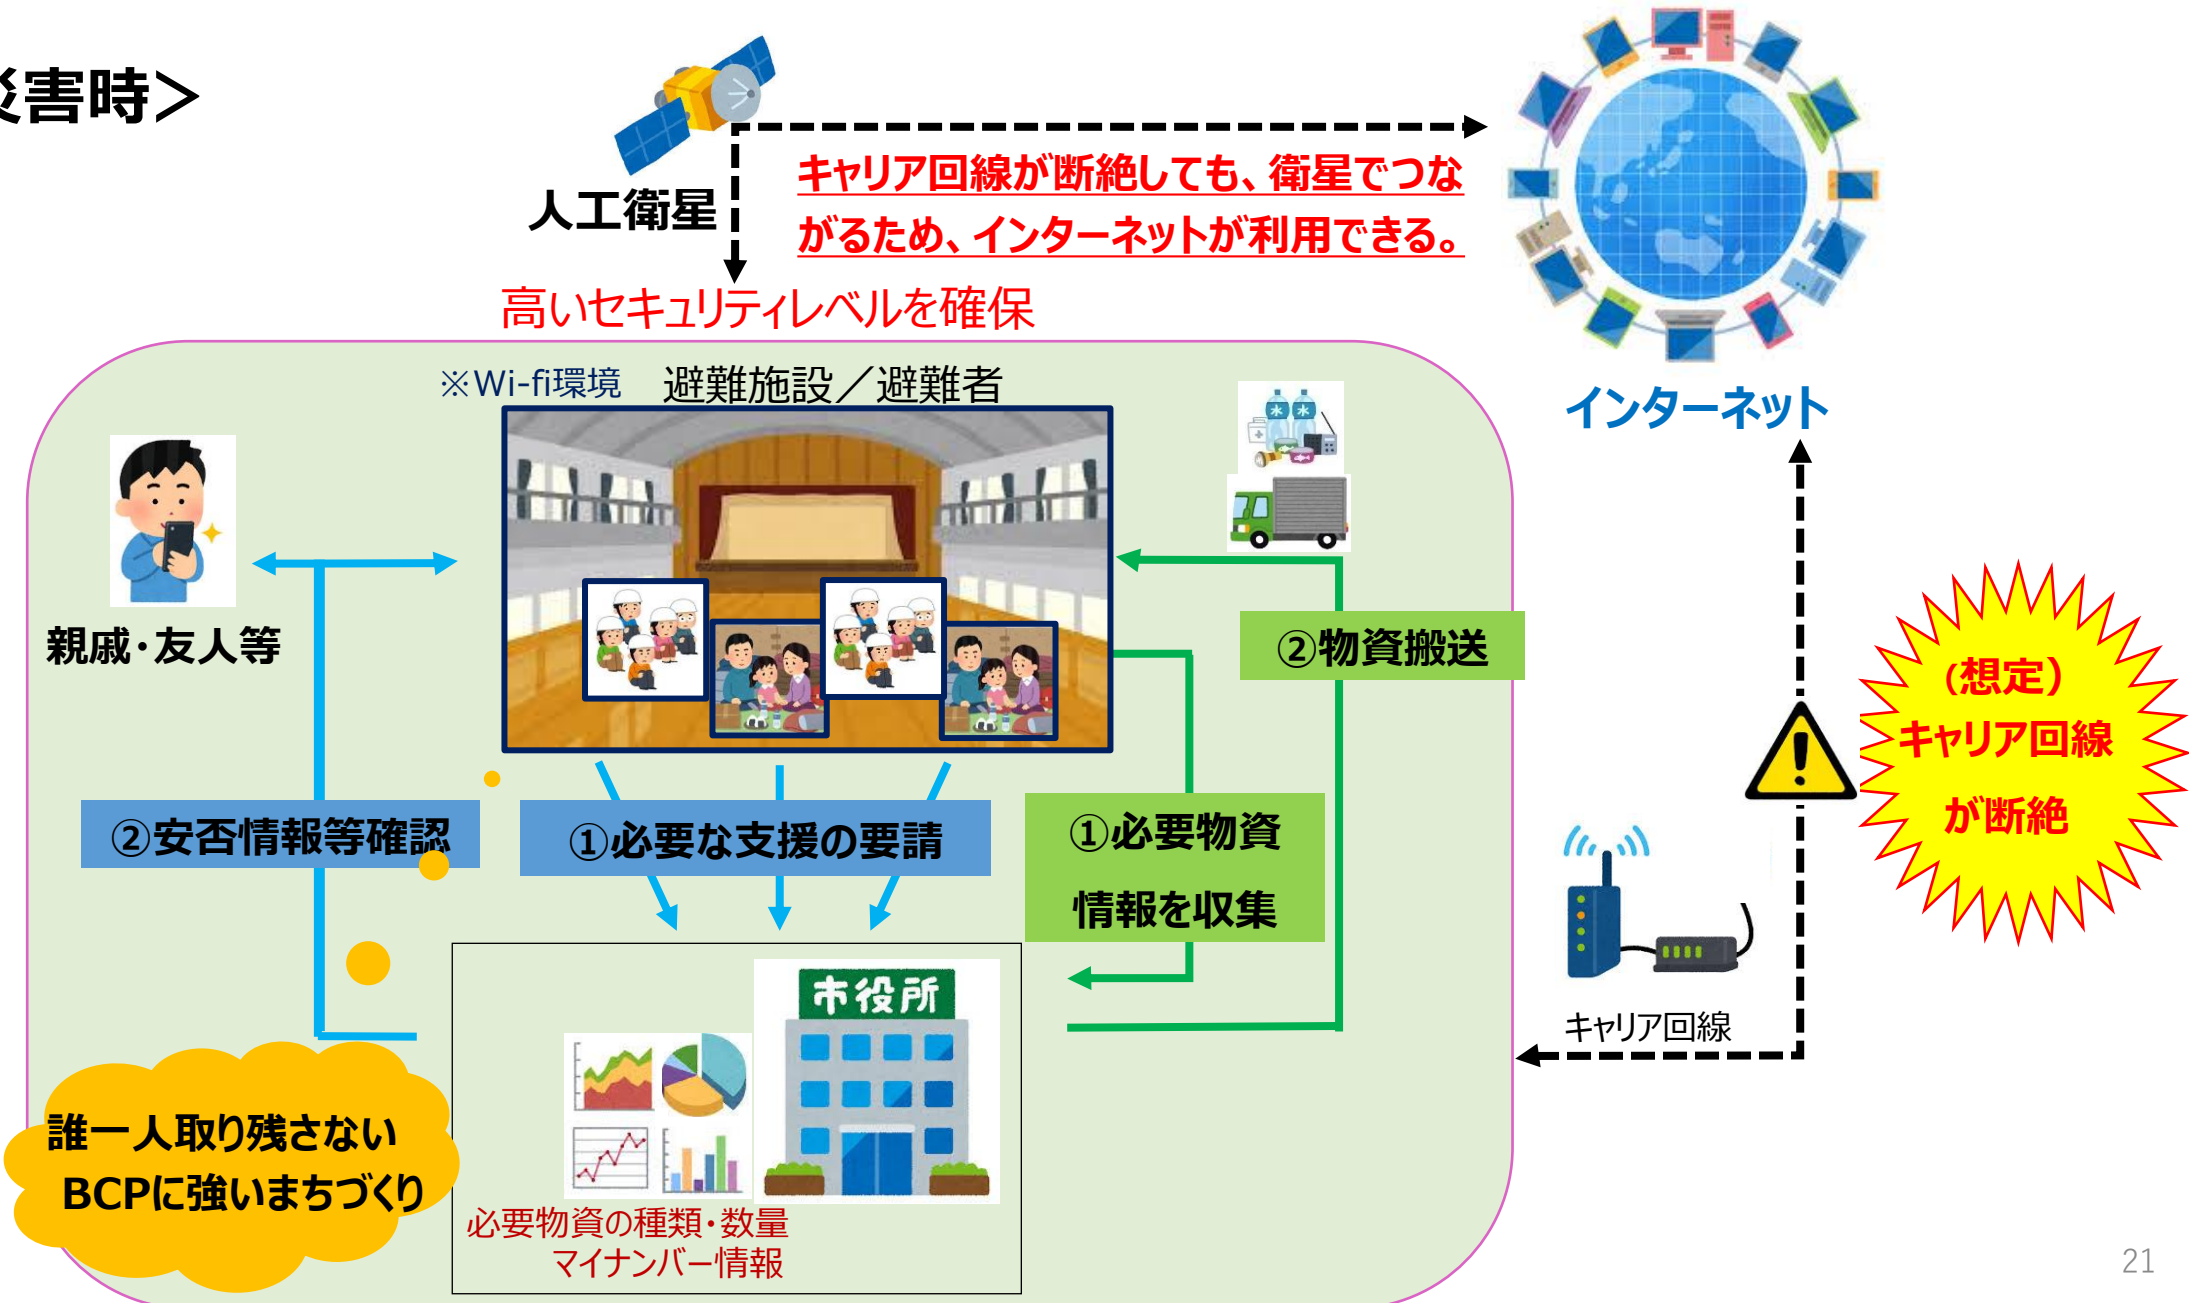 災害時＞
人工衛星
キャリア回線が断絶しても、衛星でつな
がるため、インターネットが利用できる。
高いセキュリティレベルを確保
※Wi-fi環境
避難施設／避難者
水 水
インターネット
親戚・友人等
②物資搬送
(想定）
キャリア回線
が断絶
②安否情報等確認
①必要な支援の要請
①必要物資
情報を収集
市役所
キャリア回線
誰一人取り残さない
BCPに強いまちづくり
必要物資の種類・数量
マイナンバー情報
21